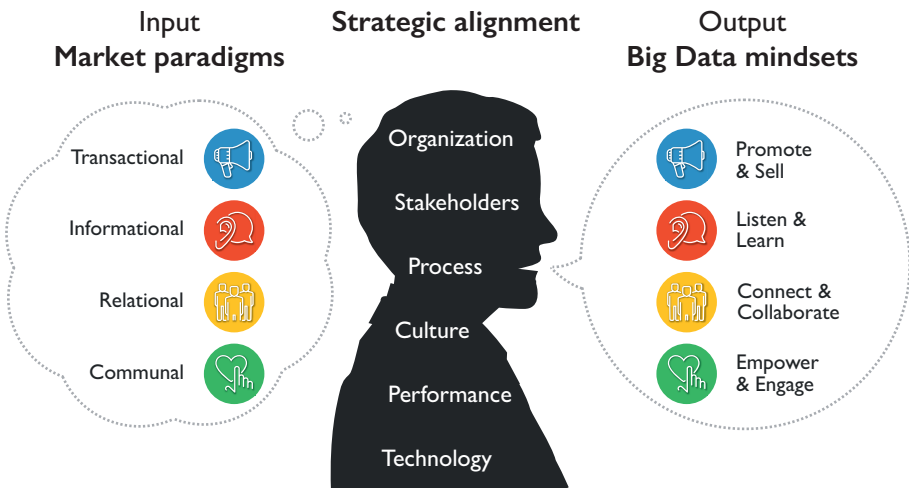 Input
Market paradigms
Transactional
Informational
Relational
Communal
Strategic alignment
Organization
Stakeholders
Process
Culture
Performance
Technology
Output
Big Data mindsets
Promote
& Sell
Listen &
Learn
Connect &
Collaborate
Empower
& Engage